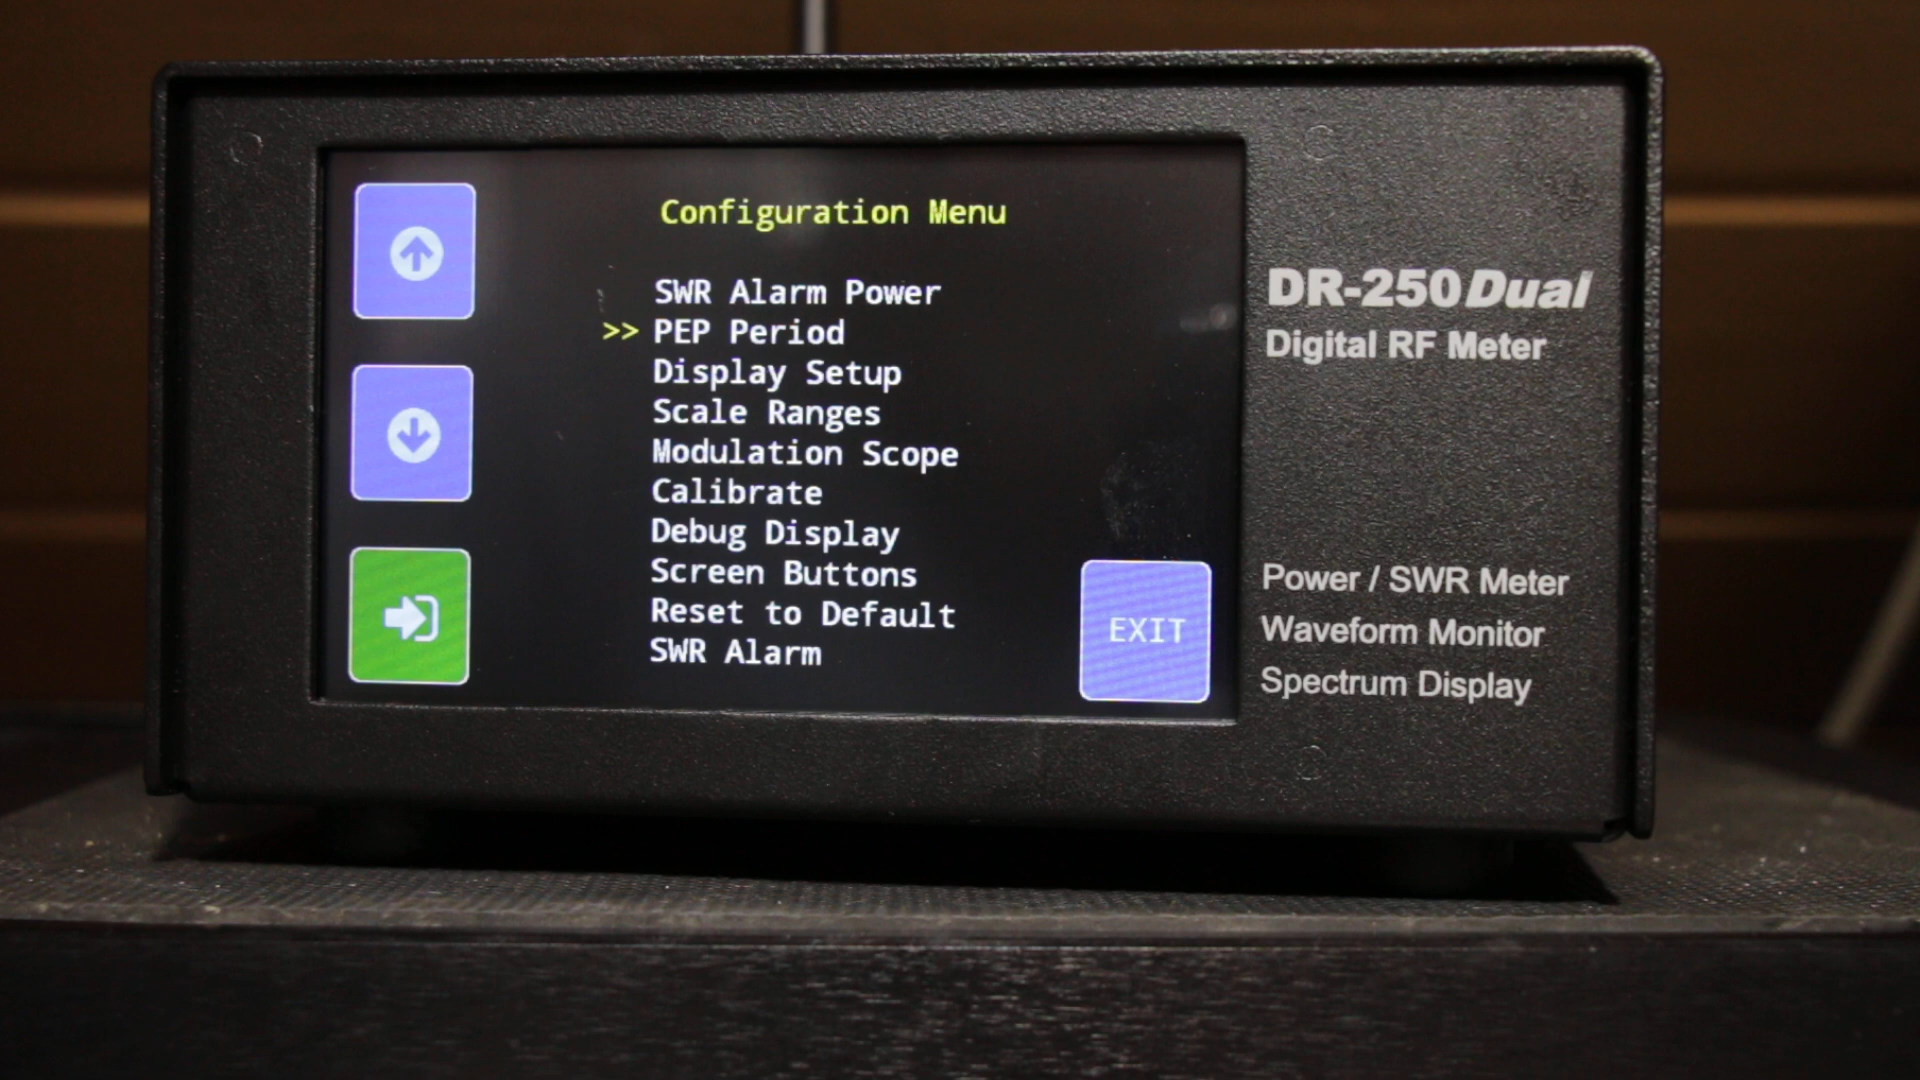 Configuration Menu
SWR Alarm Power
>> PEP Period
Display Setup
Scale Ranges
Modulation Scope
Calibrate
Debug Display
Screen Buttons
Reset to Default
SWR Alarm
EXIT
DR-250Dual
Digital RF Meter
Power / SWR Meter
Waveform Monitor
Spectrum Display